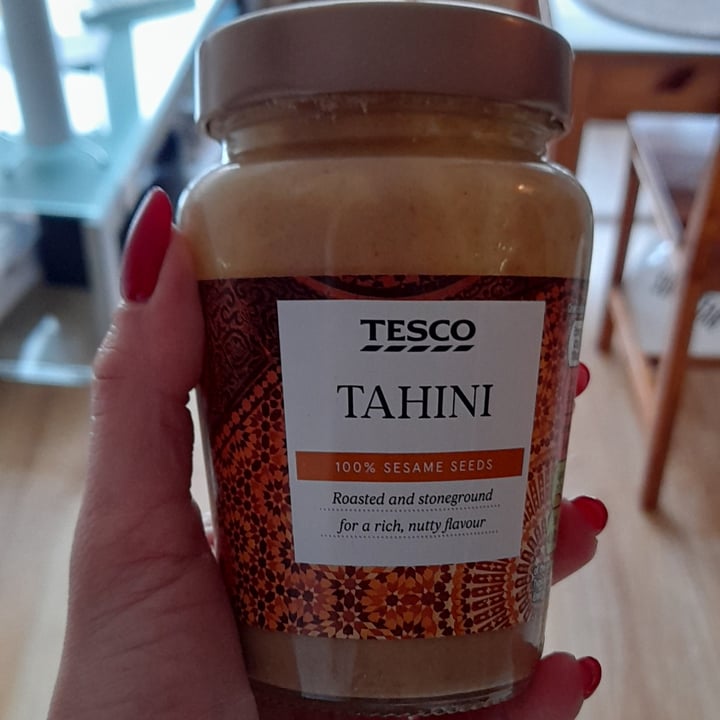 TESCO
TAHINI
100% SESAME SEEDS
Roasted and stoneground
for a rich, nutty flavour